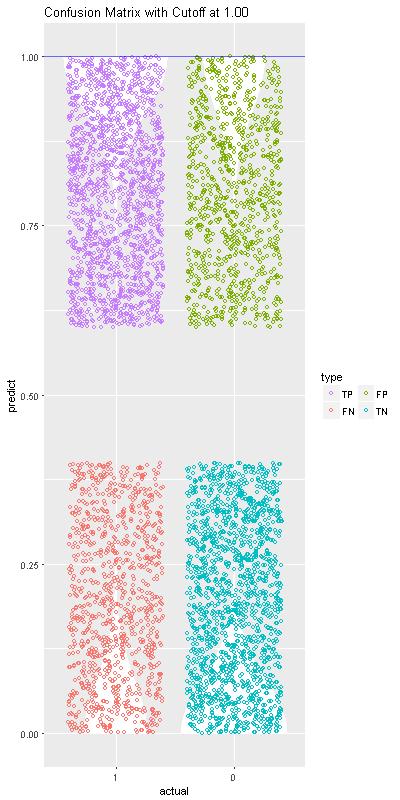 Confusion Matrix with Cutoff at 1.00
1.00
0.75
0.50
0.25
0.00
predict
1 0
actual
type
TP FP
FN TN